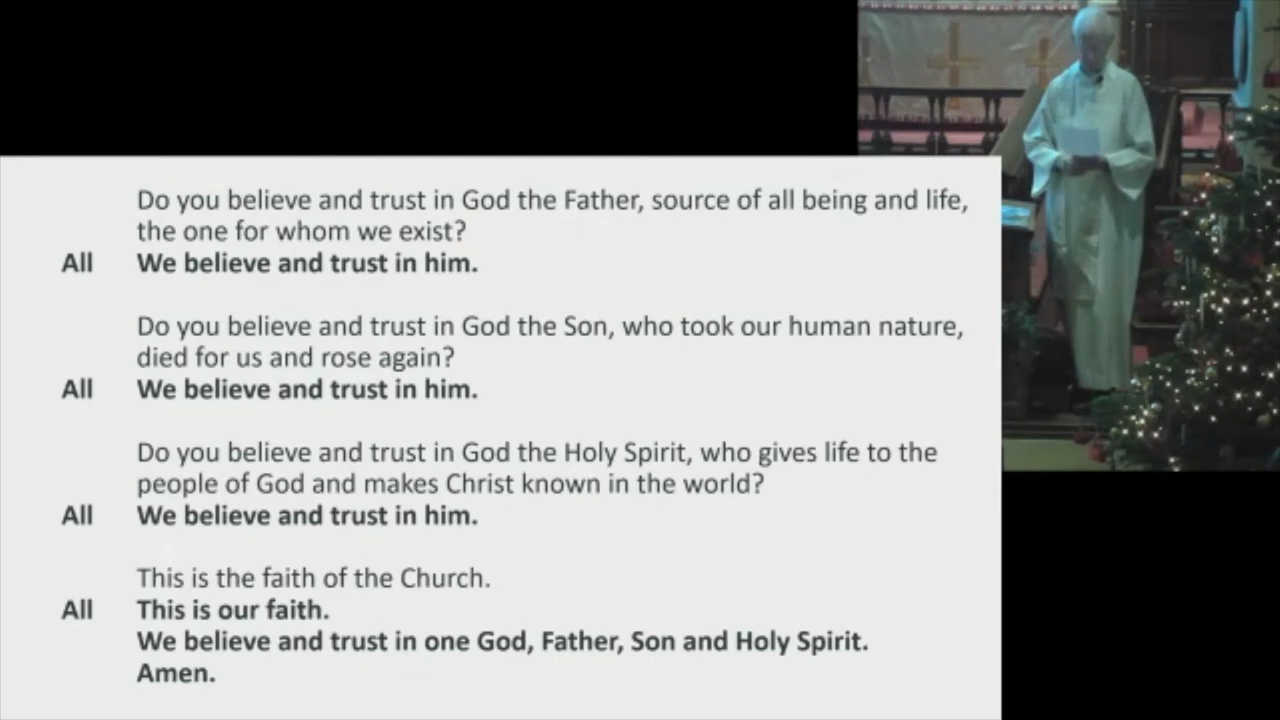 Do you believe and trust in God the Father, source of all being and life,
the one for whom we exist?
All We believe and trust in him.
Do you believe and trust in God the Son, who took our human nature,
died for us and rose again?
All We believe and trust in him.
Do you believe and trust in God the Holy Spirit, who gives life to the
people of God and makes Christ known in the world?
All We believe and trust in him.
This is the faith of the Church.
All This is our faith.
We believe and trust in one God, Father, Son and Holy Spirit.
Amen.